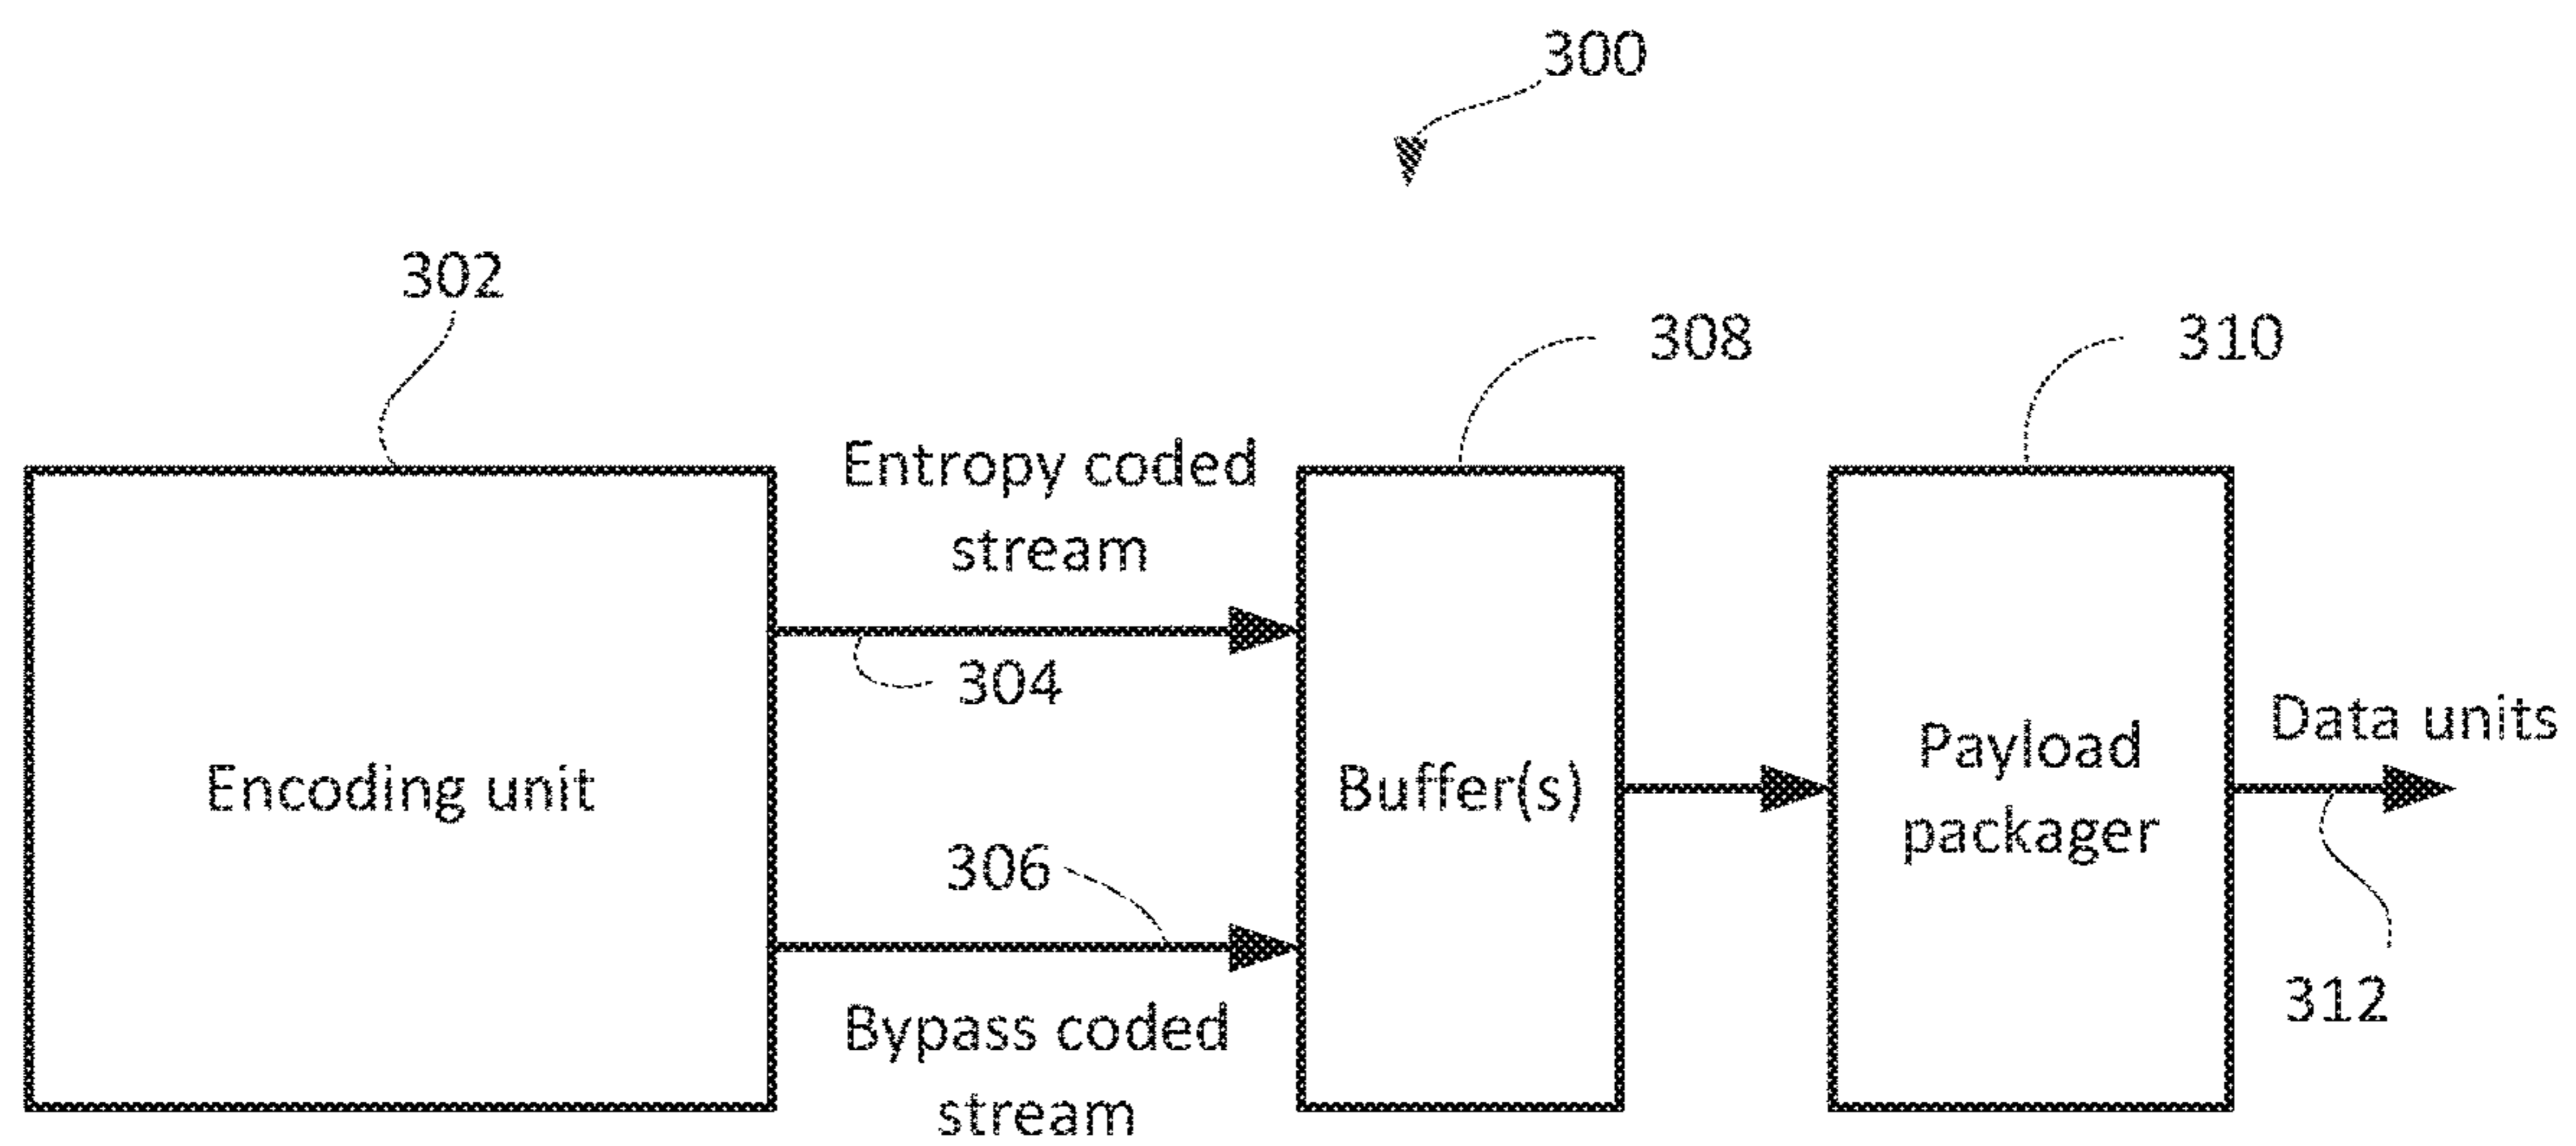 300
302
308
310
Entropy coded
stream
304
Data units
Encoding unit
Buffer(s)
Payload
packager
306
312
Bypass coded
stream